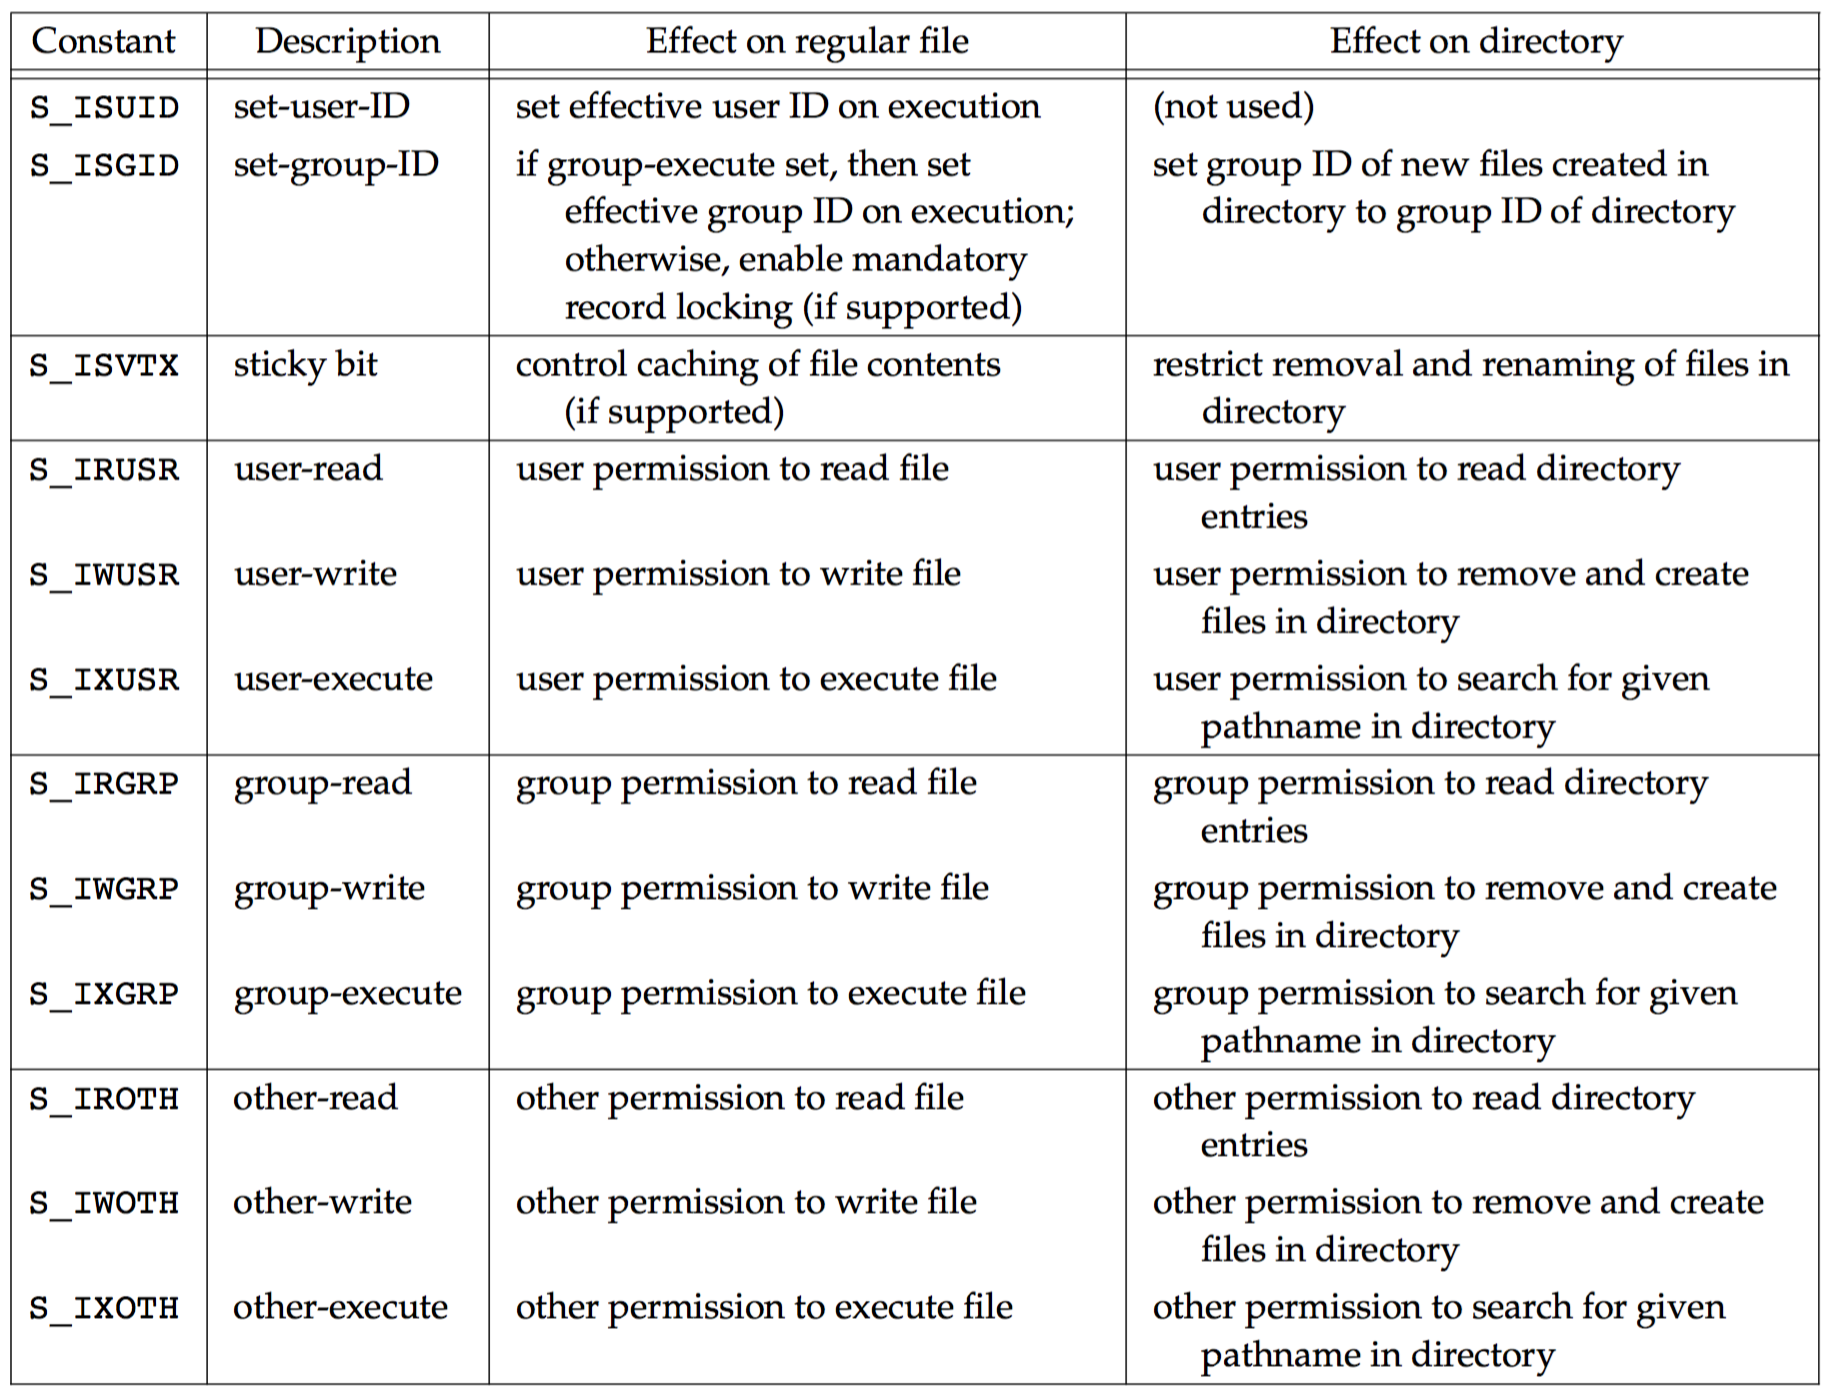 Constant Description Effect on regular file Effect on directory
S_ISUID set-user-ID set effective user ID on execution (not used)
S_ISGID set-group-ID if group-execute set, then set set group ID of new files created in
effective group ID on execution; directory to group ID of directory
otherwise, enable mandatory
record locking (if supported)
S_ISVTX sticky bit control caching of file contents restrict removal and renaming of files in
(if supported) directory
S_IRUSR user-read user permission to read file user permission to read directory
entries
S_IWUSR user-write user permission to write file user permission to remove and create
files in directory
S_IXUSR user-execute user permission to execute file user permission to search for given
pathname in directory
S_IRGRP group-read group permission to read file group permission to read directory
entries
S_IWGRP group-write group permission to write file group permission to remove and create
files in directory
S_IXGRP group-execute group permission to execute file group permission to search for given
pathname in directory
S_IROTH other-read other permission to read file other permission to read directory
entries
S_IWOTH other-write other permission to write file other permission to remove and create
files in directory
S_IXOTH other-execute other permission to execute file other permission to search for given
pathname in directory